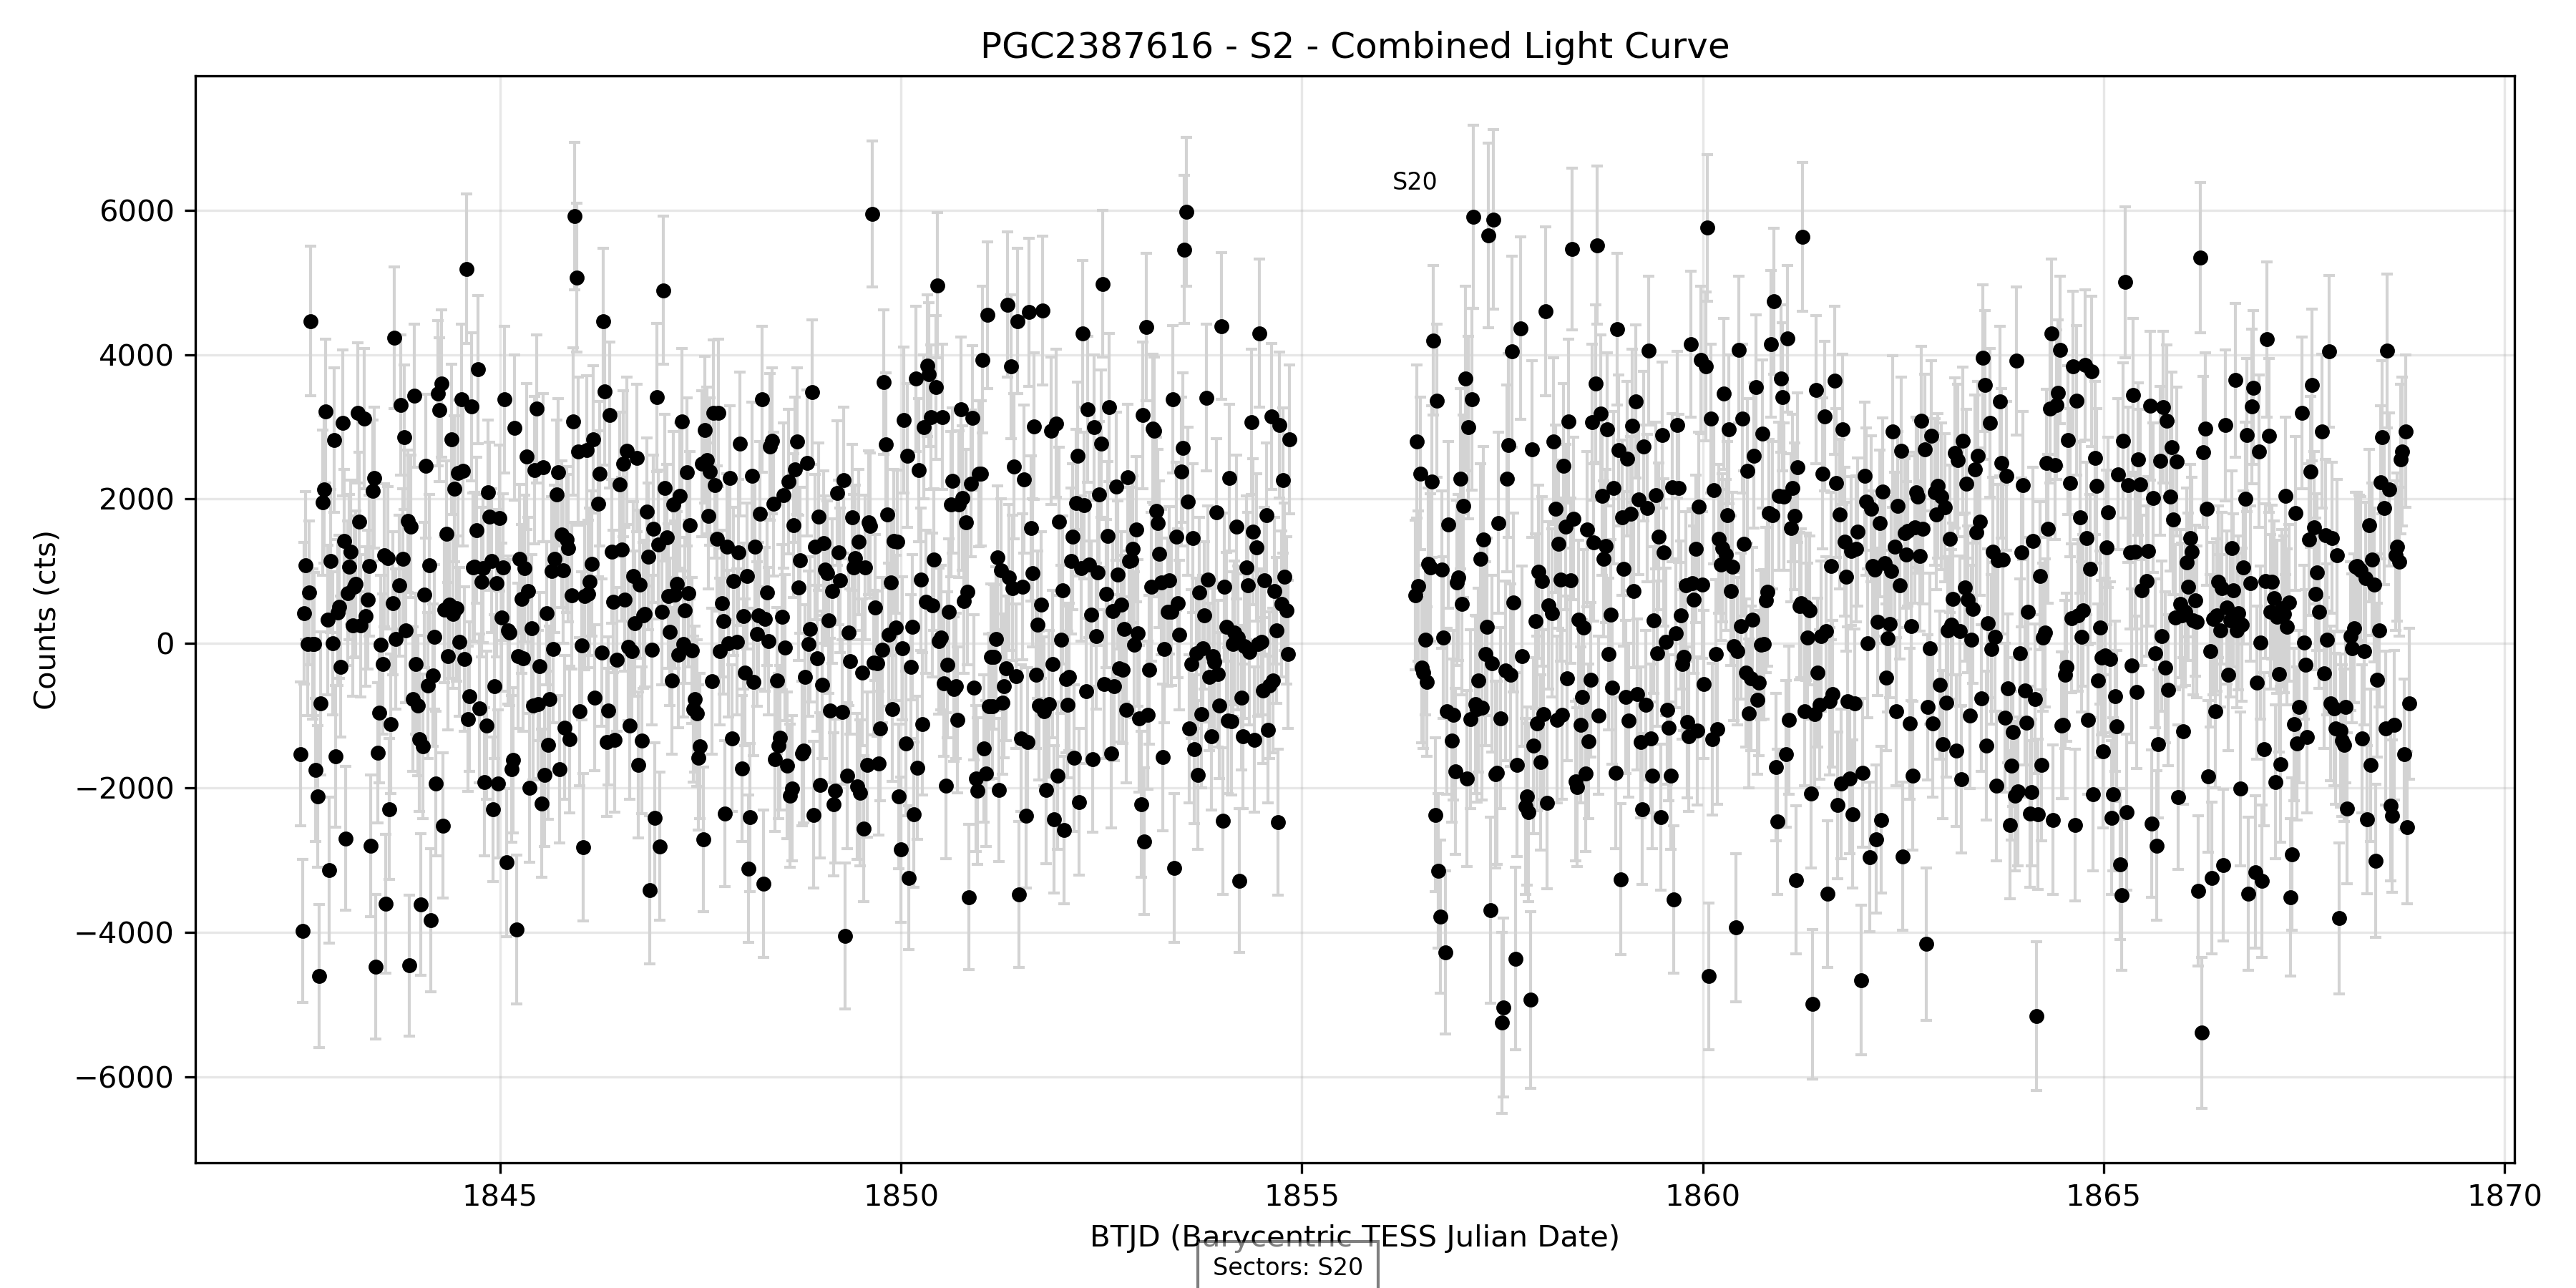 PGC2387616 - S2 - Combined Light Curve
S20
6000
4000
2000
0
−2000
−4000
−6000
Counts (cts)
1845
1850
1855
1860
1865
1870
BTJD (Barycentric TESS Julian Date)
Sectors: S20